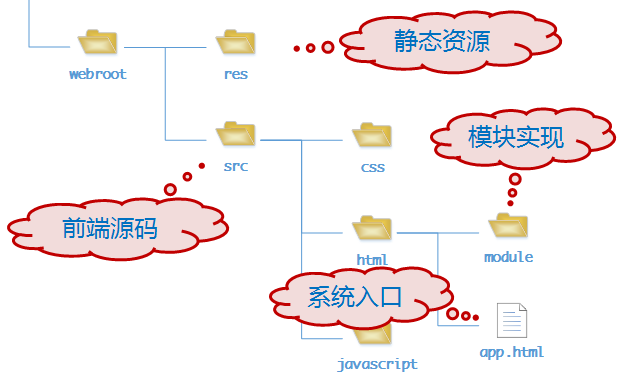 静态资源
webroot
res
模块实现
src
css
前端源码
html
module
系统入口
javascript
app.html